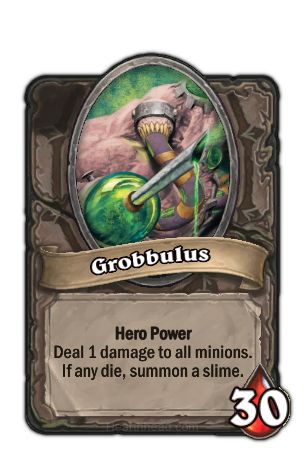 Grobbulus
Hero Power
Deal 1 damage to all minions.
If any die, summon a slime.
30